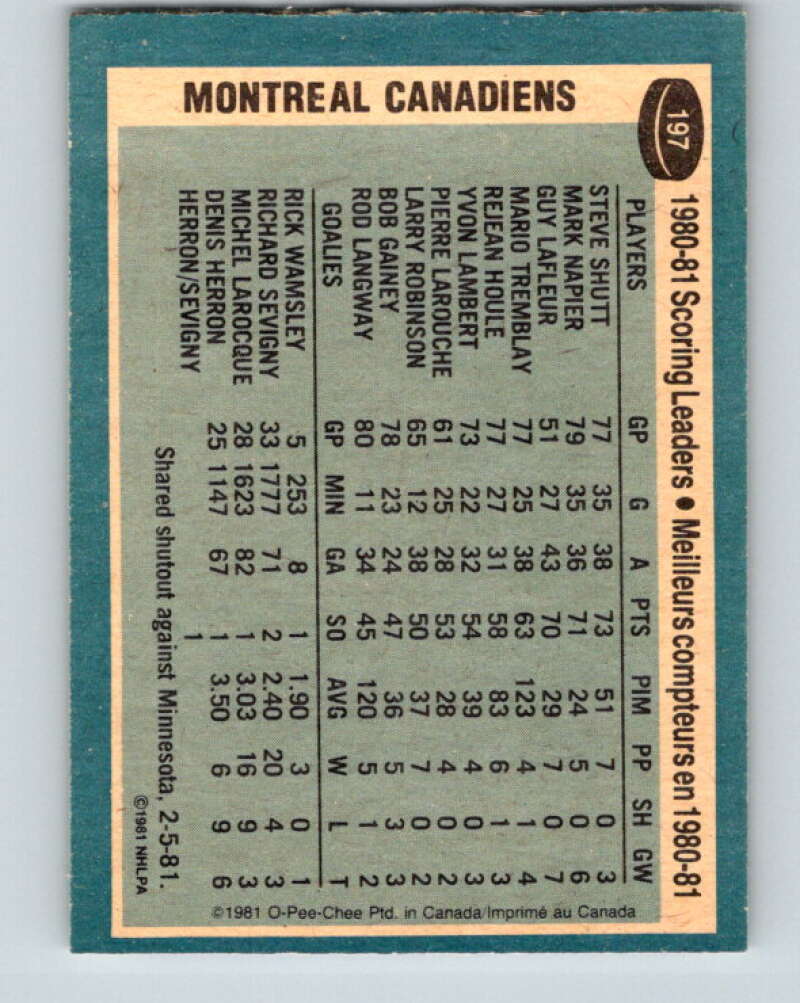 MONTREAL CANADIENS
197
1980-81 Scoring Leaders • Meilleurs compteurs en 1980-81
PLAYERS GP G A PTS PIM PP SH GW
STEVE SHUTT 77 35 38 73 51 7 0 3
MARK NAPIER 79 35 36 71 24 5 0 6
GUY LAFLEUR 51 27 43 70 29 7 0 7
MARIO TREMBLAY 77 25 38 63 123 4 1 4
REJEAN HOULE 77 27 31 58 83 6 1 3
YVON LAMBERT 73 22 32 54 39 4 0 3
PIERRE LAROUCHE 61 25 28 53 28 4 0 2
LARRY ROBINSON 65 12 38 50 37 7 0 2
BOB GAINEY 78 23 24 47 36 5 3 3
ROD LANGWAY 80 11 34 45 120 5 1 2
GOALIES GP MIN GA SO AVG W L T
RICK WAMSLEY 5 253 8 1 1.90 3 0 1
RICHARD SEVIGNY 33 1777 71 2 2.40 20 4 3
MICHEL LAROCQUE 28 1623 82 1 3.03 16 9 3
DENIS HERRON 25 1147 67 1 3.50 6 9 6
HERRON/SEVIGNY 1
Shared shutout against Minnesota, 2-5-81.
©1981 NHLPA
©1981 O-Pee-Chee Ptd. in Canada/Imprimé au Canada